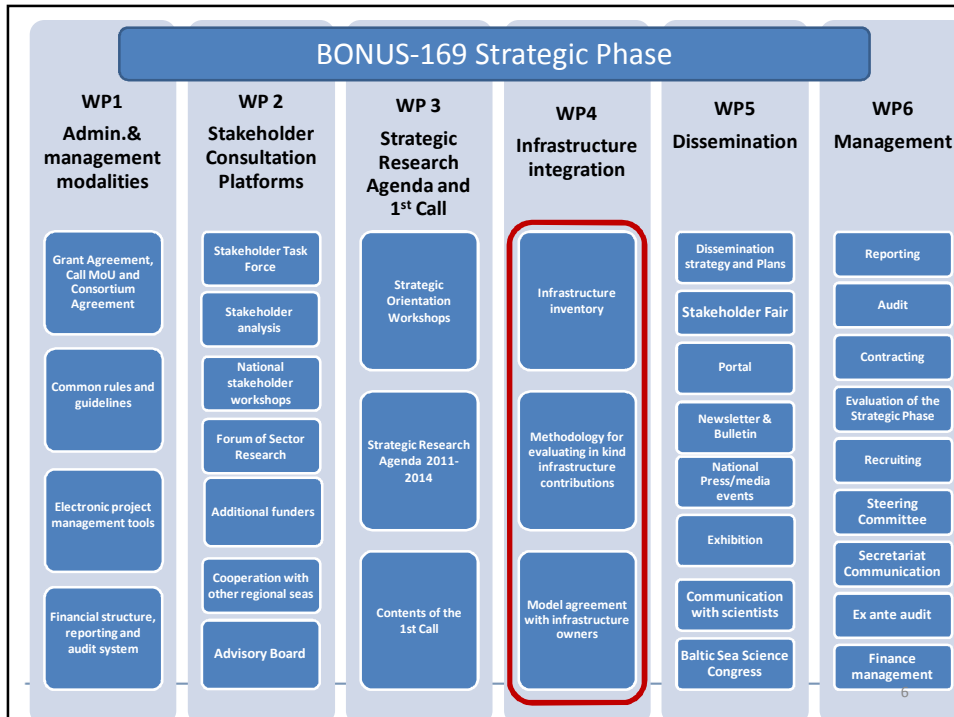 BONUS-169 Strategic Phase
WP1
Admin.&
management
modalities
Grant Agreement,
Call MoU and
Consortium
Agreement
Common rules and
guidelines
Electronic project
management tools
Financial structure,
reporting and
audit system
WP 2
Stakeholder
Consultation
Platforms
Stakeholder Task
Force
Stakeholder
analysis
National
stakeholder
workshops
Forum of Sector
Research
Additional funders
Cooperation with
other regional seas
Advisory Board
WP 3
Strategic
Research
Agenda and
1st Call
Strategic
Orientation
Workshops
Strategic Research
Agenda 2011-
2014
Contents of the
1st Call
WP4
Infrastructure
integration
Infrastructure
inventory
Methodology for
evaluating in kind
infrastructure
contributions
Model agreement
with infrastructure
owners
WP5
Dissemination
Dissemination
strategy and Plans
Stakeholder Fair
Portal
Newsletter &
Bulletin
National
Press/media
events
Exhibition
Communication
with scientists
Baltic Sea Science
Congress
WP6
Management
Reporting
Audit
Contracting
Evaluation of the
Strategic Phase
Recruiting
Steering
Committee
Secretariat
Communication
Ex ante audit
Finance
management
6